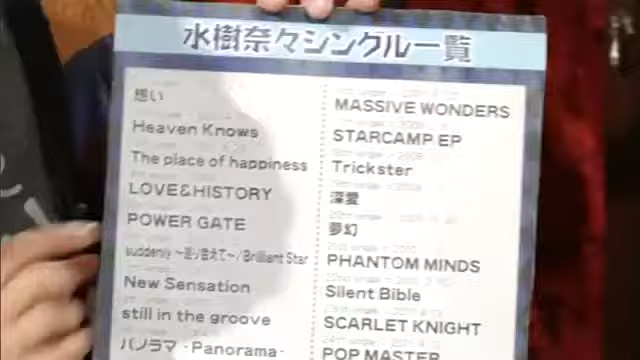 水樹奈々シングル一覧
想い
Heaven Knows
The place of happiness
LOVE&HISTORY
POWER GATE
suddenly ～巡り合えて～/Brilliant Star
New Sensation
still in the groove
パノラマ -Panorama-
MASSIVE WONDERS
STARCAMP EP
Trickster
深愛
夢幻
PHANTOM MINDS
Silent Bible
SCARLET KNIGHT
POP MASTER